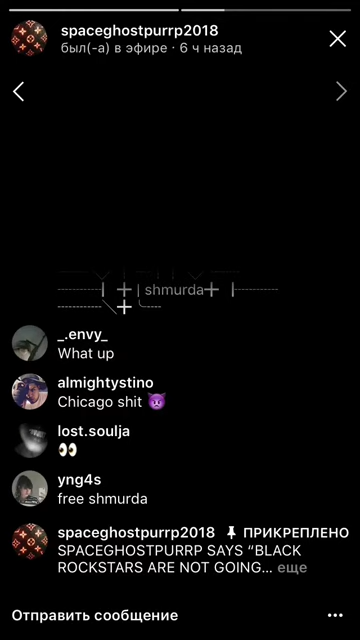 spaceghostpurrp2018
был(-а) в эфире · 6 ч назад
shmurda
_.envy_
What up
almightystino
Chicago shit 😈
lost.soulja
👀
yng4s
free shmurda
spaceghostpurrp2018 📌 ПРИКРЕПЛЕНО
SPACEGHOSTPURRP SAYS “BLACK
ROCKSTARS ARE NOT GOING... еще
Отправить сообщение